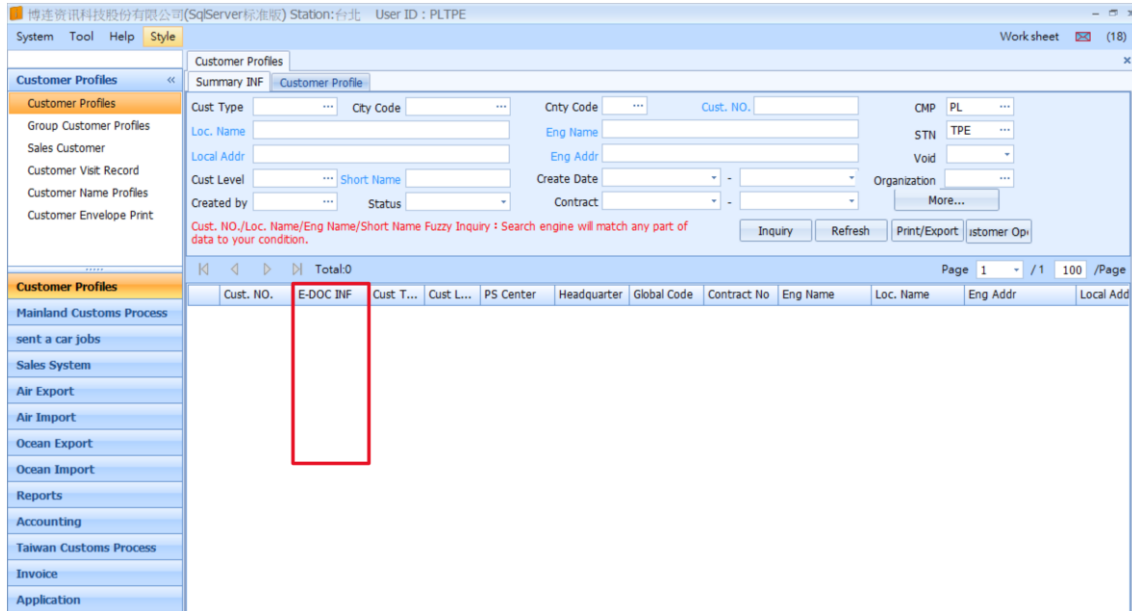 博连资讯科技股份有限公司(SqlServer标准版) Station:台北 User ID : PLTPE
System Tool Help Style Work sheet (18)
Customer Profiles
Customer Profiles «
Customer Profiles
Group Customer Profiles
Sales Customer
Customer Visit Record
Customer Name Profiles
Customer Envelope Print
Customer Profiles
Mainland Customs Process
sent a car jobs
Sales System
Air Export
Air Import
Ocean Export
Ocean Import
Reports
Accounting
Taiwan Customs Process
Invoice
Application
Summary INF Customer Profile
Cust Type ... City Code ... Cnty Code ... Cust. NO. CMP PL ...
Loc. Name Eng Name STN TPE ...
Local Addr Eng Addr Void
Cust Level ... Short Name Create Date - Organization ...
Created by ... Status Contract - More...
Cust. NO./Loc. Name/Eng Name/Short Name Fuzzy Inquiry : Search engine will match any part of
data to your condition.
Inquiry Refresh Print/Export ıstomer Op
Total:0 Page 1 / 1 100 /Page
Cust. NO. E-DOC INF Cust T... Cust L... PS Center Headquarter Global Code Contract No Eng Name Loc. Name Eng Addr Local Add